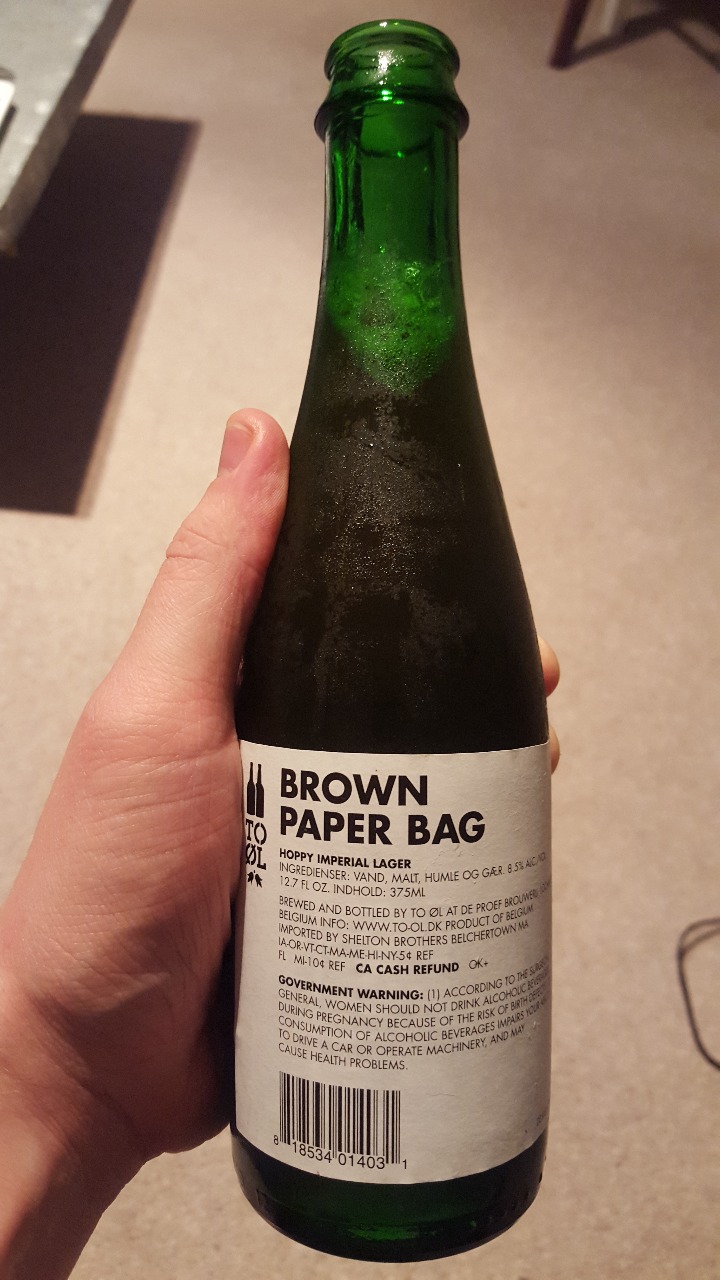 BROWN
PAPER BAG
TO
ØL
HOPPY IMPERIAL LAGER
INGREDIENSER: VAND, MALT, HUMLE OG GÆR. 8.5% ALC./VOL.
12.7 FL OZ. INDHOLD: 375ML
BREWED AND BOTTLED BY TO ØL AT DE PROEF BROUWERIJ,
BELGIUM INFO: WWW.TO-OL.DK PRODUCT OF BELGIUM
IMPORTED BY SHELTON BROTHERS BELCHERTOWN MA
IA-OR-VT-CT-MA-ME-HI-NY-5¢ REF
FL MI-10¢ REF CA CASH REFUND OK+
GOVERNMENT WARNING: (1) ACCORDING TO THE SURGEON
GENERAL, WOMEN SHOULD NOT DRINK ALCOHOLIC BEVERAGES
DURING PREGNANCY BECAUSE OF THE RISK OF BIRTH DEFECTS.
CONSUMPTION OF ALCOHOLIC BEVERAGES IMPAIRS YOUR
TO DRIVE A CAR OR OPERATE MACHINERY, AND MAY
CAUSE HEALTH PROBLEMS.
8 18534 01403 1